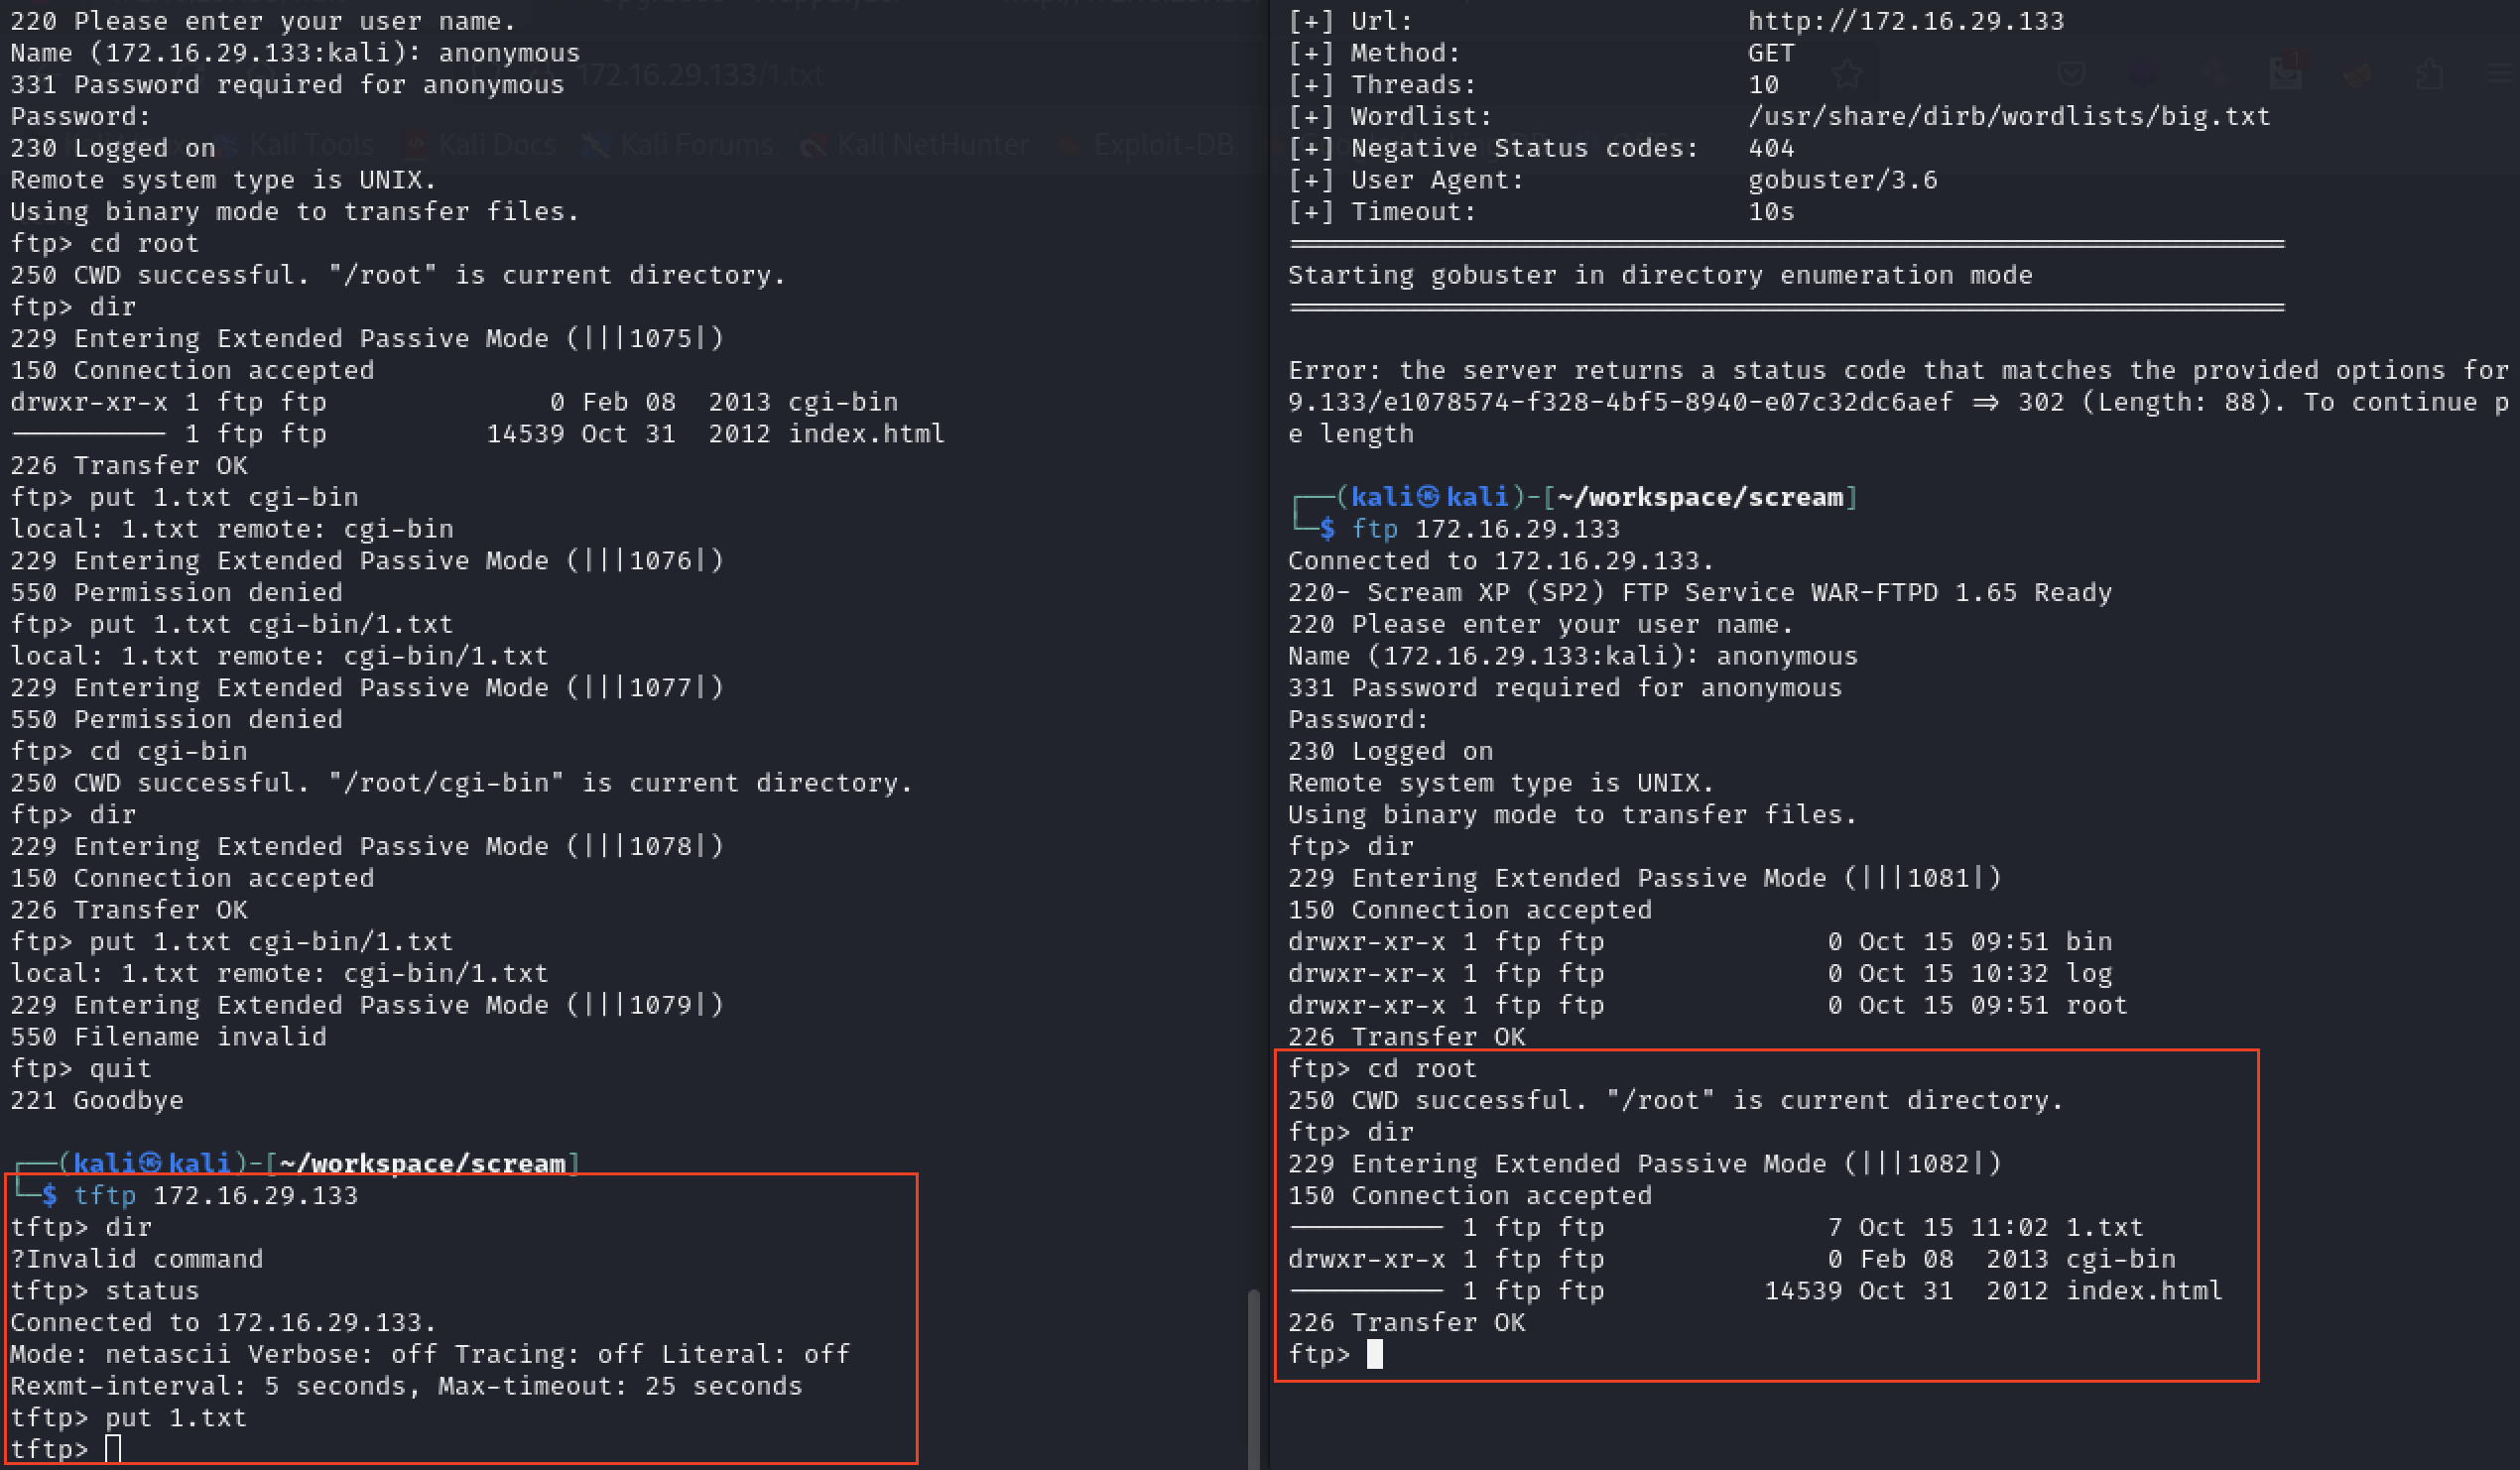 220 Please enter your user name.
Name (172.16.29.133:kali): anonymous
331 Password required for anonymous
Password:
230 Logged on
Remote system type is UNIX.
Using binary mode to transfer files.
ftp> cd root
250 CWD successful. "/root" is current directory.
ftp> dir
229 Entering Extended Passive Mode (|||1075|)
150 Connection accepted
drwxr-xr-x 1 ftp ftp 0 Feb 08 2013 cgi-bin
---------- 1 ftp ftp 14539 Oct 31 2012 index.html
226 Transfer OK
ftp> put 1.txt cgi-bin
local: 1.txt remote: cgi-bin
229 Entering Extended Passive Mode (|||1076|)
550 Permission denied
ftp> put 1.txt cgi-bin/1.txt
local: 1.txt remote: cgi-bin/1.txt
229 Entering Extended Passive Mode (|||1077|)
550 Permission denied
ftp> cd cgi-bin
250 CWD successful. "/root/cgi-bin" is current directory.
ftp> dir
229 Entering Extended Passive Mode (|||1078|)
150 Connection accepted
226 Transfer OK
ftp> put 1.txt cgi-bin/1.txt
local: 1.txt remote: cgi-bin/1.txt
229 Entering Extended Passive Mode (|||1079|)
550 Filename invalid
ftp> quit
221 Goodbye
┌──(kali㉿kali)-[~/workspace/scream]
└─$ tftp 172.16.29.133
tftp> dir
?Invalid command
tftp> status
Connected to 172.16.29.133.
Mode: netascii Verbose: off Tracing: off Literal: off
Rexmt-interval: 5 seconds, Max-timeout: 25 seconds
tftp> put 1.txt
tftp>
172.16.29.133/1.txt
Kali Tools Kali Docs Kali Forums Kali NetHunter Exploit-DB
[+] Url: http://172.16.29.133
[+] Method: GET
[+] Threads: 10
[+] Wordlist: /usr/share/dirb/wordlists/big.txt
[+] Negative Status codes: 404
[+] User Agent: gobuster/3.6
[+] Timeout: 10s
===============================================================
Starting gobuster in directory enumeration mode
===============================================================
Error: the server returns a status code that matches the provided options for
9.133/e1078574-f328-4bf5-8940-e07c32dc6aef => 302 (Length: 88). To continue p
e length
┌──(kali㉿kali)-[~/workspace/scream]
└─$ ftp 172.16.29.133
Connected to 172.16.29.133.
220- Scream XP (SP2) FTP Service WAR-FTPD 1.65 Ready
220 Please enter your user name.
Name (172.16.29.133:kali): anonymous
331 Password required for anonymous
Password:
230 Logged on
Remote system type is UNIX.
Using binary mode to transfer files.
ftp> dir
229 Entering Extended Passive Mode (|||1081|)
150 Connection accepted
drwxr-xr-x 1 ftp ftp 0 Oct 15 09:51 bin
drwxr-xr-x 1 ftp ftp 0 Oct 15 10:32 log
drwxr-xr-x 1 ftp ftp 0 Oct 15 09:51 root
226 Transfer OK
ftp> cd root
250 CWD successful. "/root" is current directory.
ftp> dir
229 Entering Extended Passive Mode (|||1082|)
150 Connection accepted
---------- 1 ftp ftp 7 Oct 15 11:02 1.txt
drwxr-xr-x 1 ftp ftp 0 Feb 08 2013 cgi-bin
---------- 1 ftp ftp 14539 Oct 31 2012 index.html
226 Transfer OK
ftp>